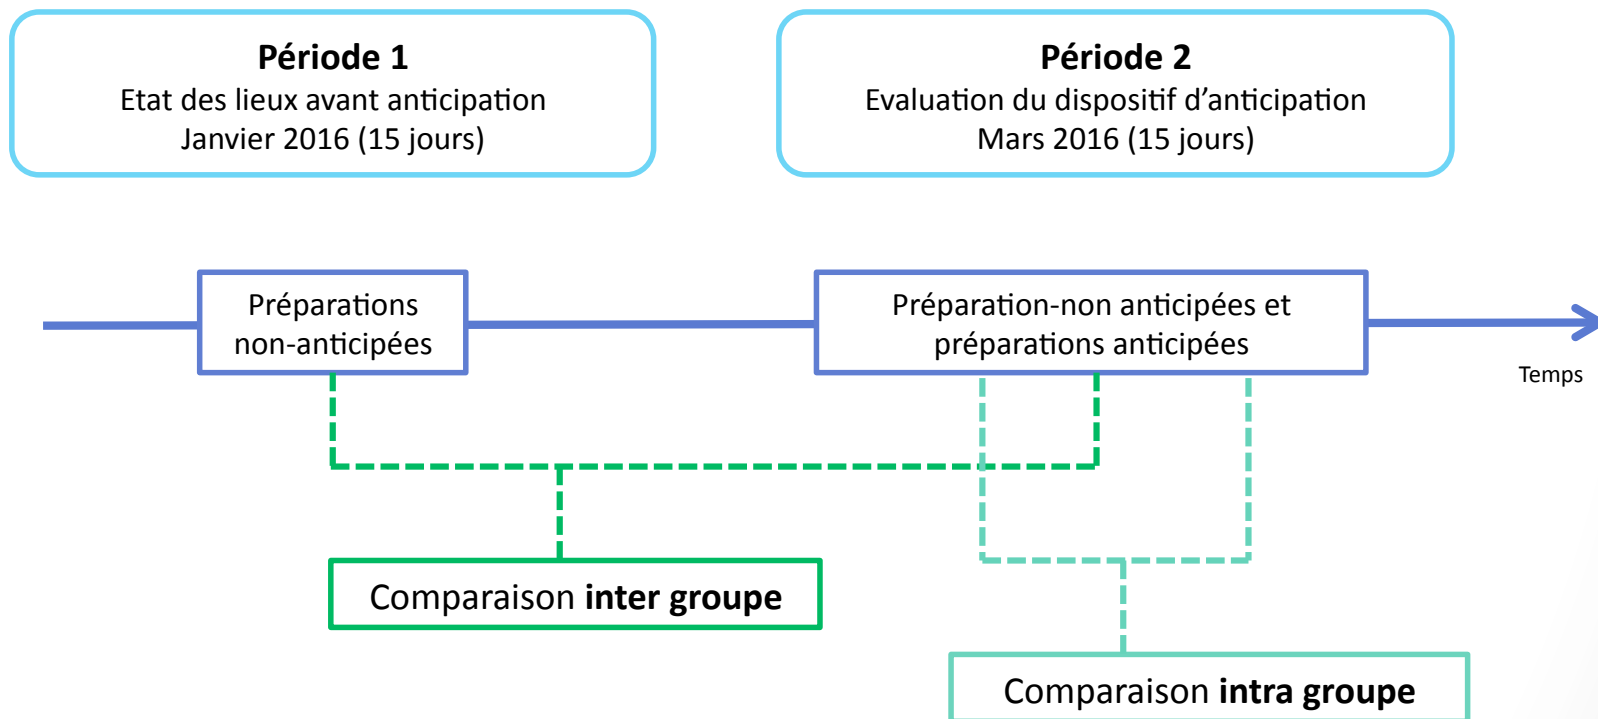 Période 1
Etat des lieux avant anticipation
Janvier 2016 (15 jours)
Période 2
Evaluation du dispositif d’anticipation
Mars 2016 (15 jours)
Préparations
non-anticipées
Préparation-non anticipées et
préparations anticipées
Temps
Comparaison inter groupe
Comparaison intra groupe